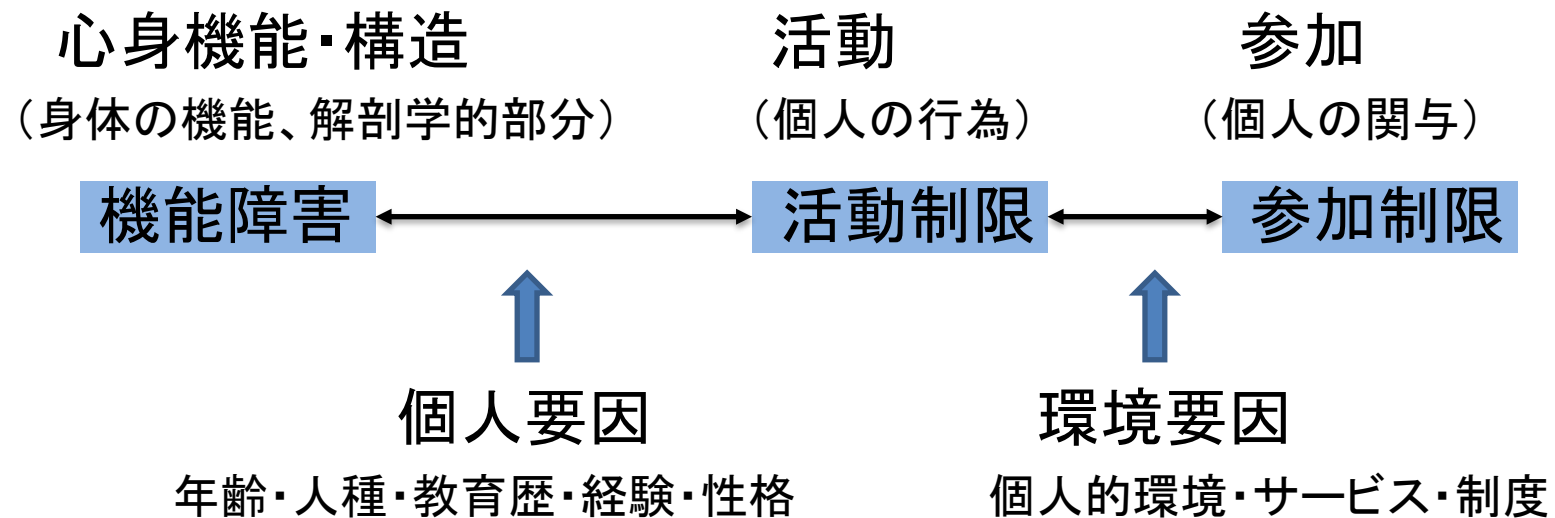 心身機能・構造 活動 参加
(身体の機能、解剖学的部分) (個人の行為) (個人の関与)
機能障害 活動制限 参加制限
個人要因 環境要因
年齢・人種・教育歴・経験・性格 個人的環境・サービス・制度